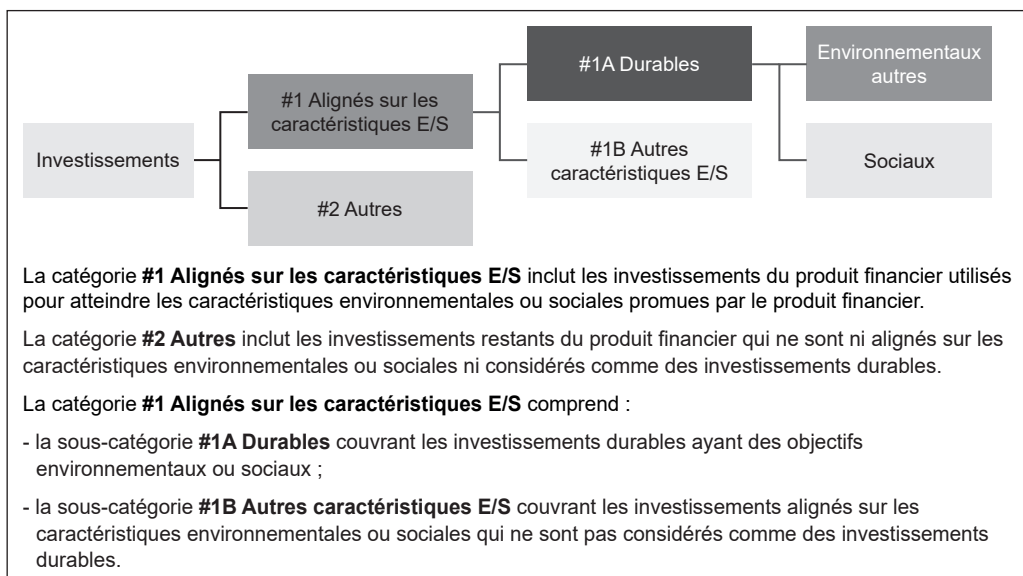 Investissements
#1 Alignés sur les
caractéristiques E/S
#2 Autres
#1A Durables
#1B Autres
caractéristiques E/S
Environnementaux
autres
Sociaux
La catégorie #1 Alignés sur les caractéristiques E/S inclut les investissements du produit financier utilisés
pour atteindre les caractéristiques environnementales ou sociales promues par le produit financier.
La catégorie #2 Autres inclut les investissements restants du produit financier qui ne sont ni alignés sur les
caractéristiques environnementales ou sociales ni considérés comme des investissements durables.
La catégorie #1 Alignés sur les caractéristiques E/S comprend :
- la sous-catégorie #1A Durables couvrant les investissements durables ayant des objectifs
environnementaux ou sociaux ;
- la sous-catégorie #1B Autres caractéristiques E/S couvrant les investissements alignés sur les
caractéristiques environnementales ou sociales qui ne sont pas considérés comme des investissements
durables.